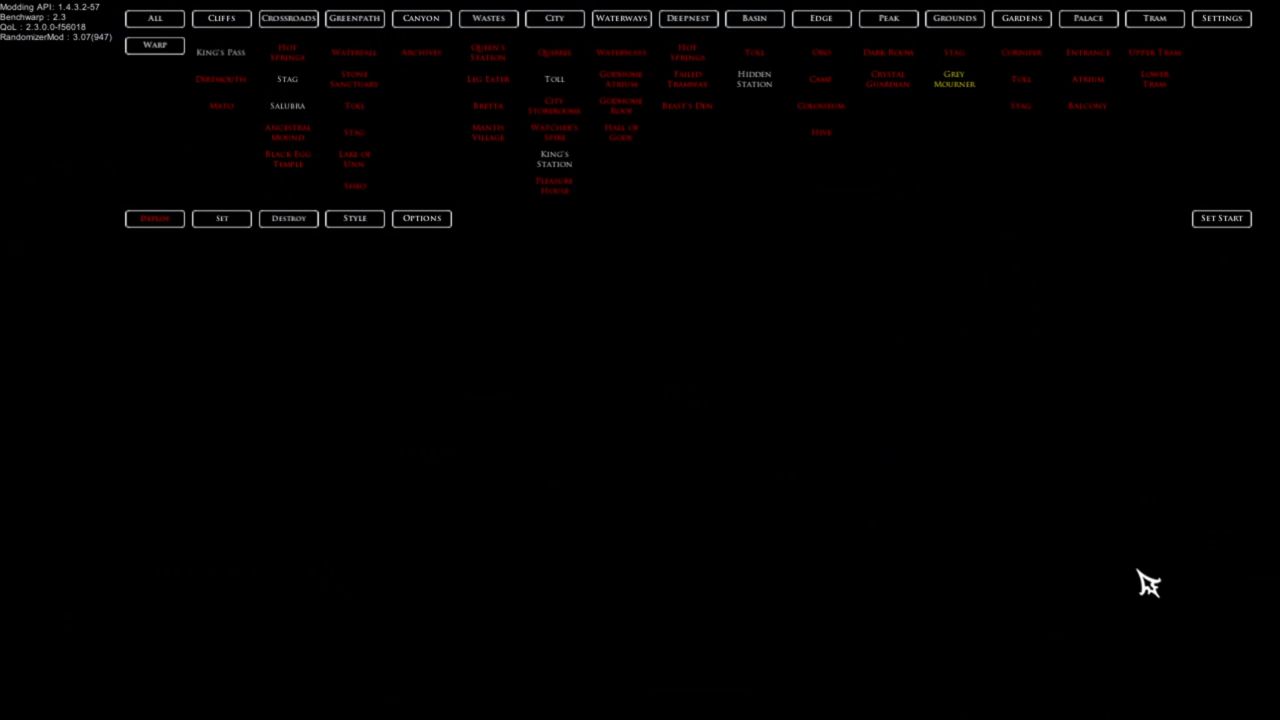 Modding API: 1.4.3.2-57
Benchwarp : 2.3
QoL : 2.3.0.0-f56018
RandomizerMod : 3.07(947)
ALL CLIFFS CROSSROADS GREENPATH CANYON WASTES CITY WATERWAYS DEEPNEST BASIN EDGE PEAK GROUNDS GARDENS PALACE TRAM SETTINGS
WARP
KING'S PASS
DIRTMOUTH
MATO
HOT
SPRINGS
STAG
SALUBRA
ANCESTRAL
MOUND
BLACK EGG
TEMPLE
WATERFALL
STONE
SANCTUARY
TOLL
STAG
LAKE OF
UNN
SHEO
ARCHIVES
QUEEN'S
STATION
LEG EATER
BRETTA
MANTIS
VILLAGE
QUIRREL
TOLL
CITY
STOREROOMS
WATCHER'S
SPIRE
KING'S
STATION
PLEASURE
HOUSE
WATERWAYS
GODHOME
ATRIUM
GODHOME
ROOF
HALL OF
GODS
HOT
SPRINGS
FAILED
TRAMWAY
BEAST'S DEN
TOLL
HIDDEN
STATION
ORO
CAMP
COLOSSEUM
HIVE
DARK ROOM
CRYSTAL
GUARDIAN
STAG
GREY
MOURNER
CORNIFER
TOLL
STAG
ENTRANCE
ATRIUM
BALCONY
UPPER TRAM
LOWER
TRAM
DEPLOY SET DESTROY STYLE OPTIONS SET START